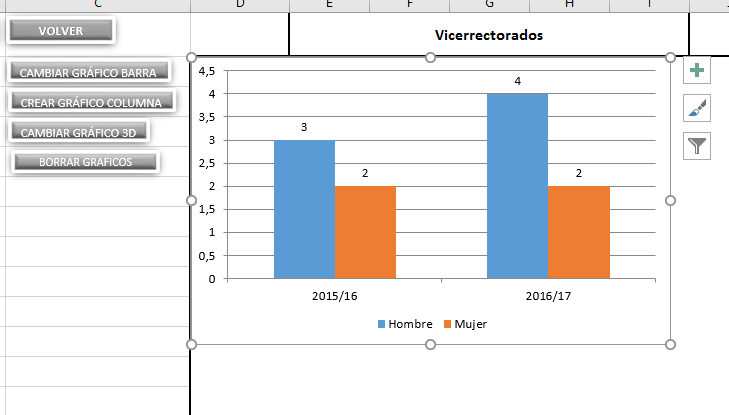 C D E F G H I
VOLVER
Vicerrectorados
CAMBIAR GRÁFICO BARRA
CREAR GRÁFICO COLUMNA
CAMBIAR GRÁFICO 3D
BORRAR GRAFICOS
4,5
4
3,5
3
2,5
2
1,5
1
0,5
0
3
2
4
2
2015/16
2016/17
Hombre
Mujer